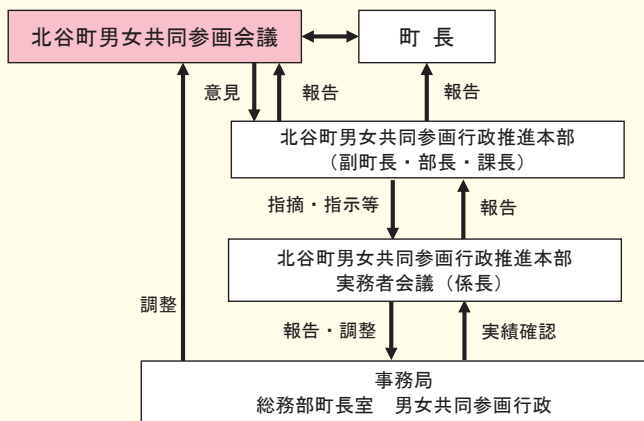 北谷町男女共同参画会議
町 長
意見
報告
報告
北谷町男女共同参画行政推進本部
（副町長・部長・課長）
指摘・指示等
報告
北谷町男女共同参画行政推進本部
実務者会議（係長）
調整
報告・調整
実績確認
事務局
総務部町長室　男女共同参画行政